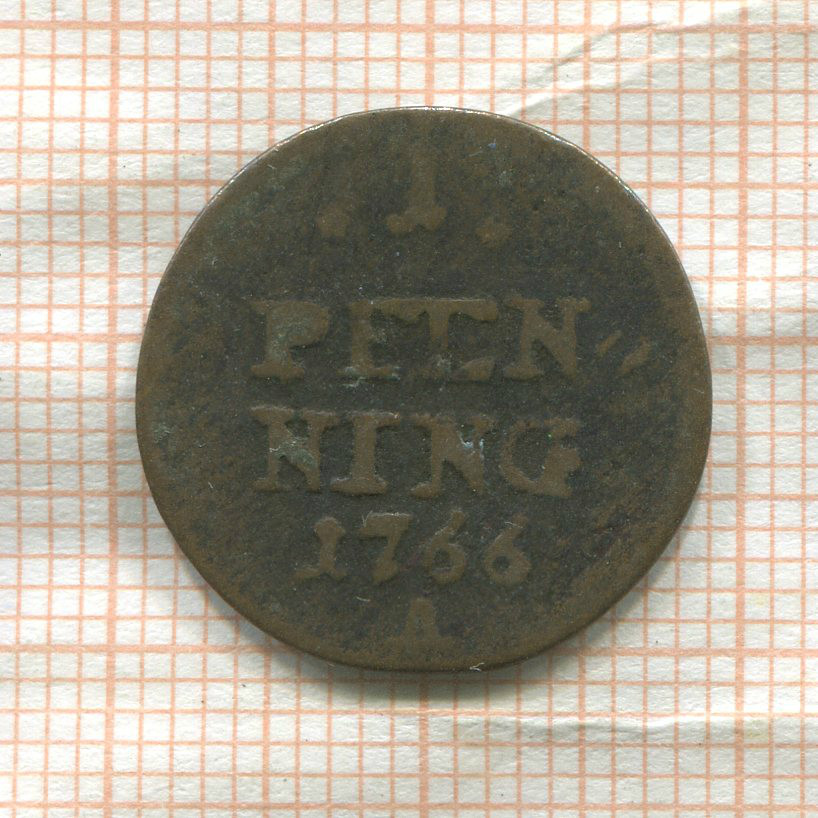 .1.
PFEN
NING
1766
A